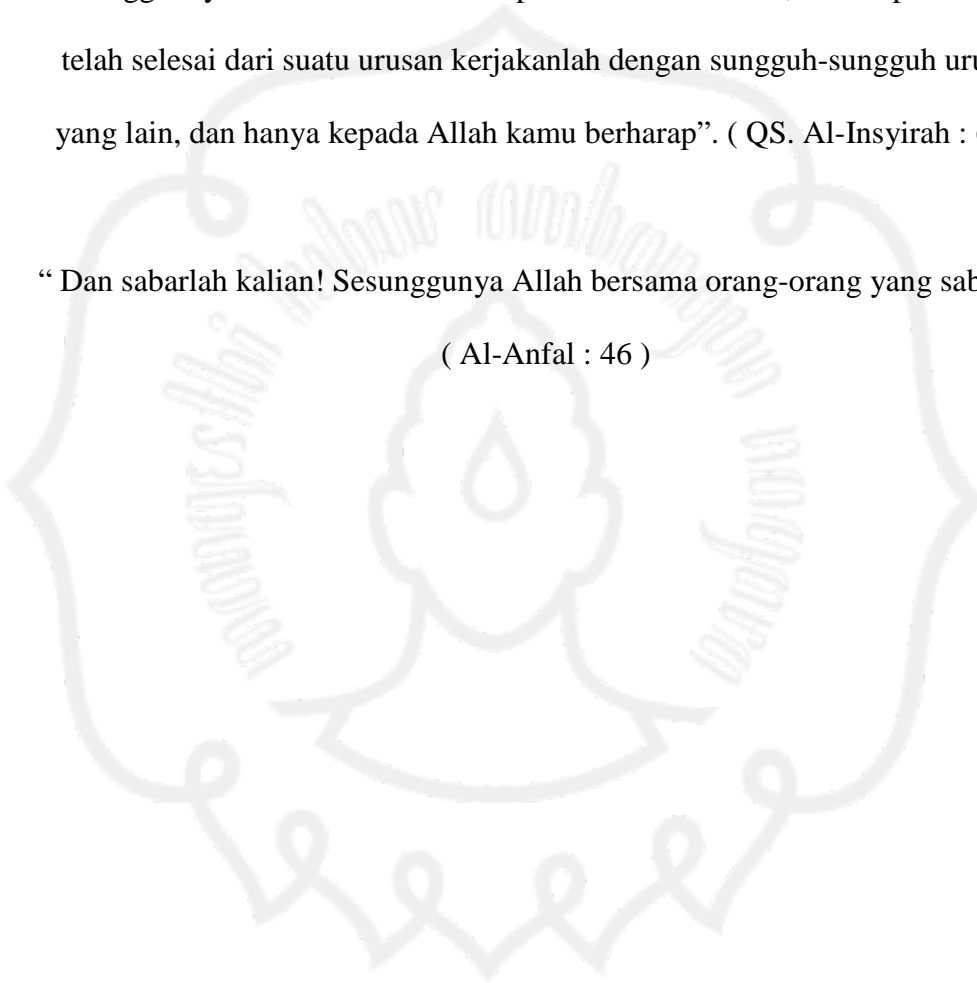 telah selesai dari suatu urusan kerjakanlah dengan sungguh-sungguh uru
yang lain, dan hanya kepada Allah kamu berharap”. ( QS. Al-Insyirah :
“ Dan sabarlah kalian! Sesunggunya Allah bersama orang-orang yang sab
( Al-Anfal : 46 )